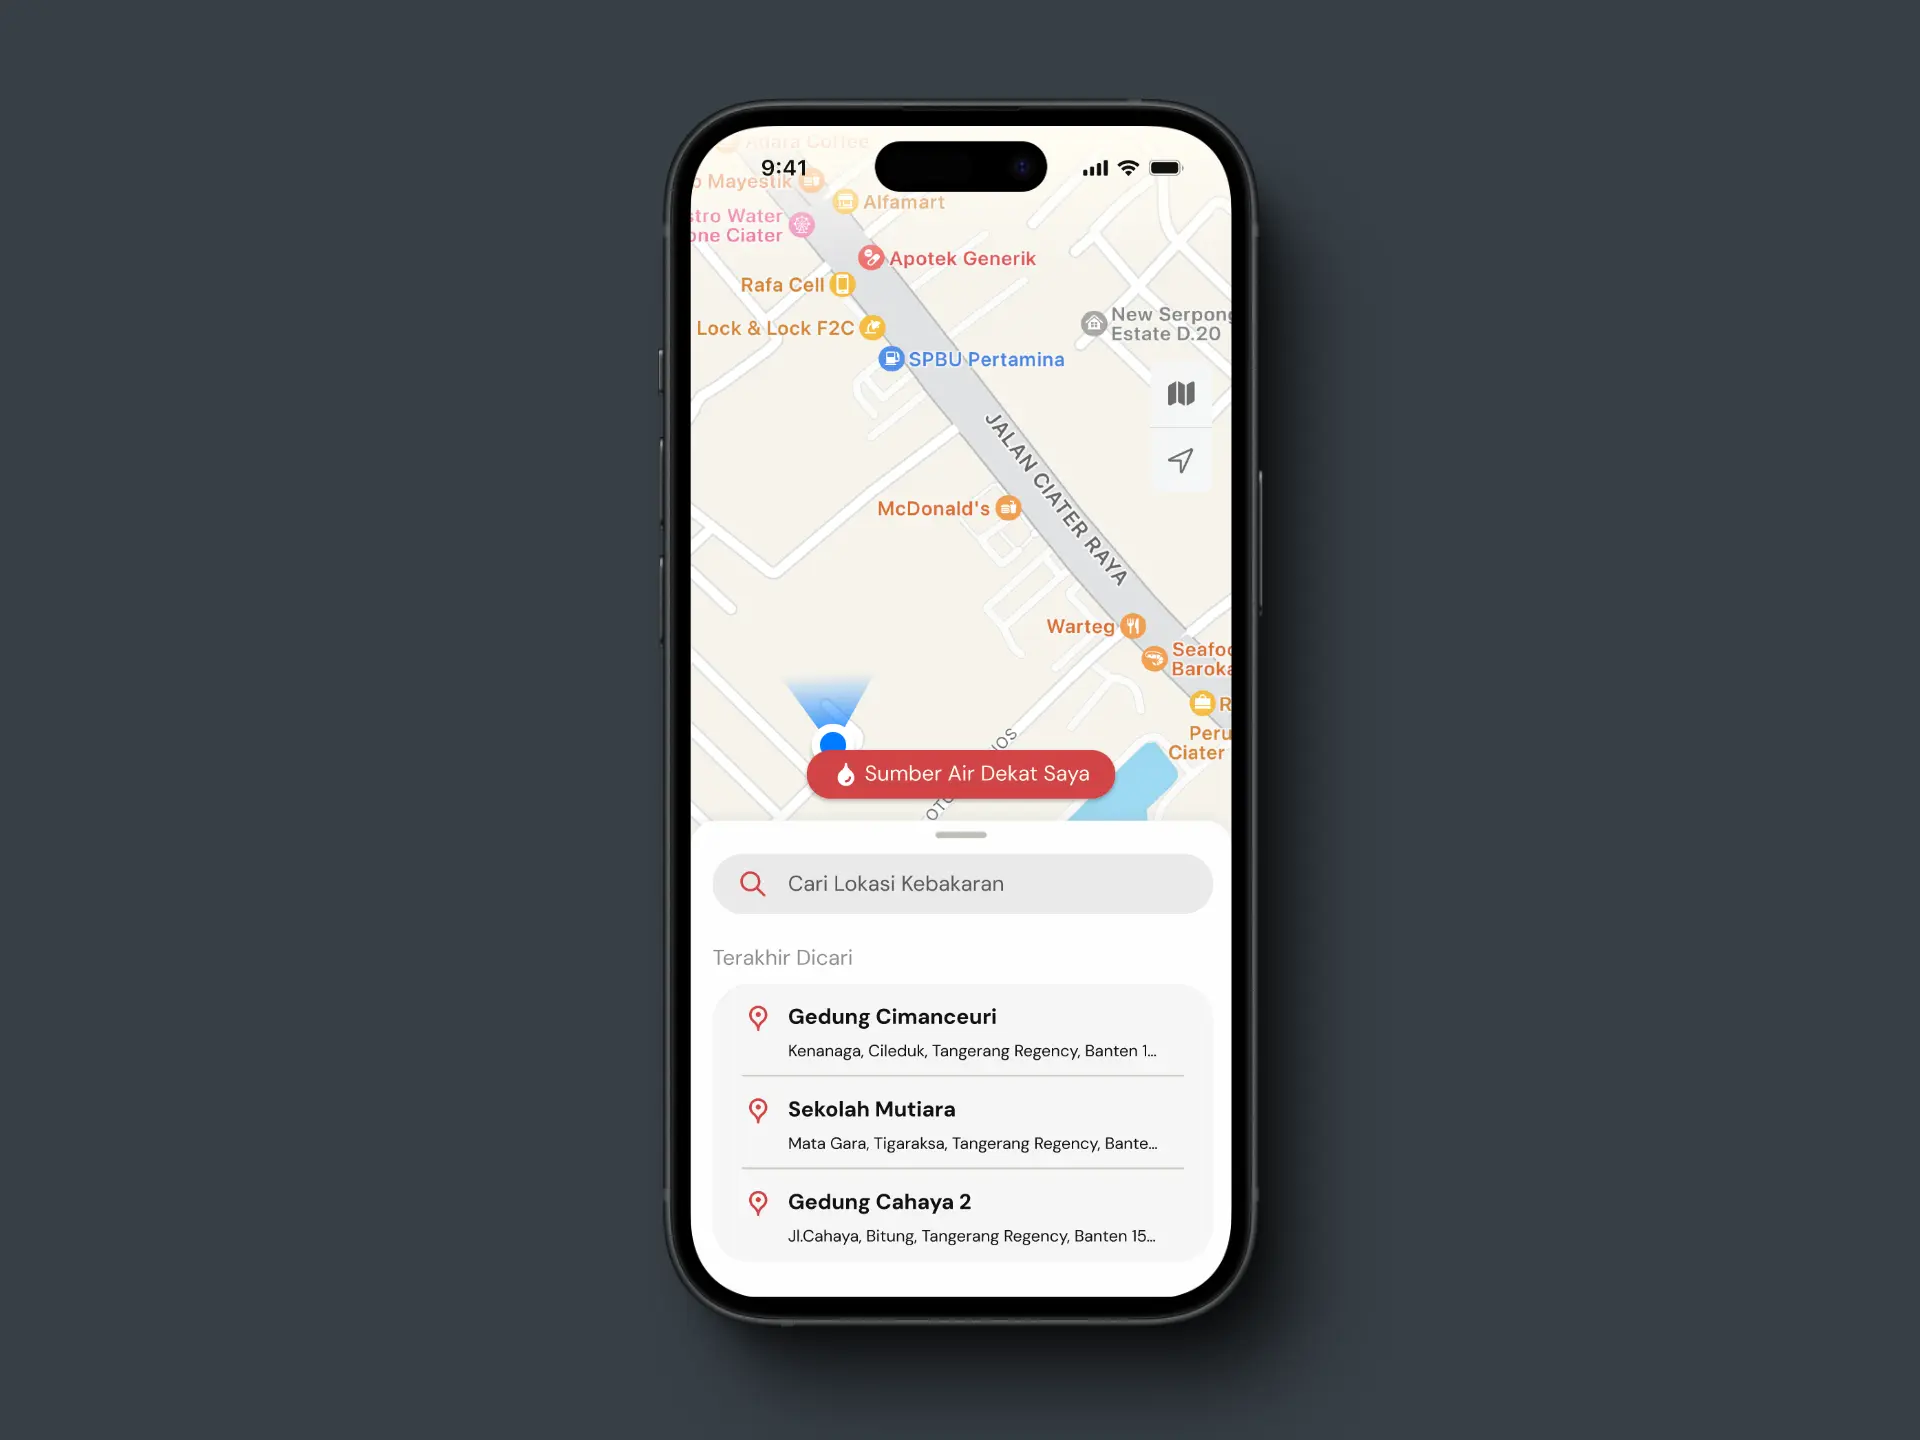 Adara Coffee
9:41
Mayestik
Alfamart
stro Water
one Ciater
Apotek Generik
Rafa Cell
New Serpong
Estate D.20
Lock & Lock F2C
SPBU Pertamina
JALAN CIATER RAYA
McDonald's
Warteg
Seafoo
Baroka
R
Peru
Ciater
Sumber Air Dekat Saya
Cari Lokasi Kebakaran
Terakhir Dicari
Gedung Cimanceuri
Kenanaga, Cileduk, Tangerang Regency, Banten 1...
Sekolah Mutiara
Mata Gara, Tigaraksa, Tangerang Regency, Bante...
Gedung Cahaya 2
Jl.Cahaya, Bitung, Tangerang Regency, Banten 15...